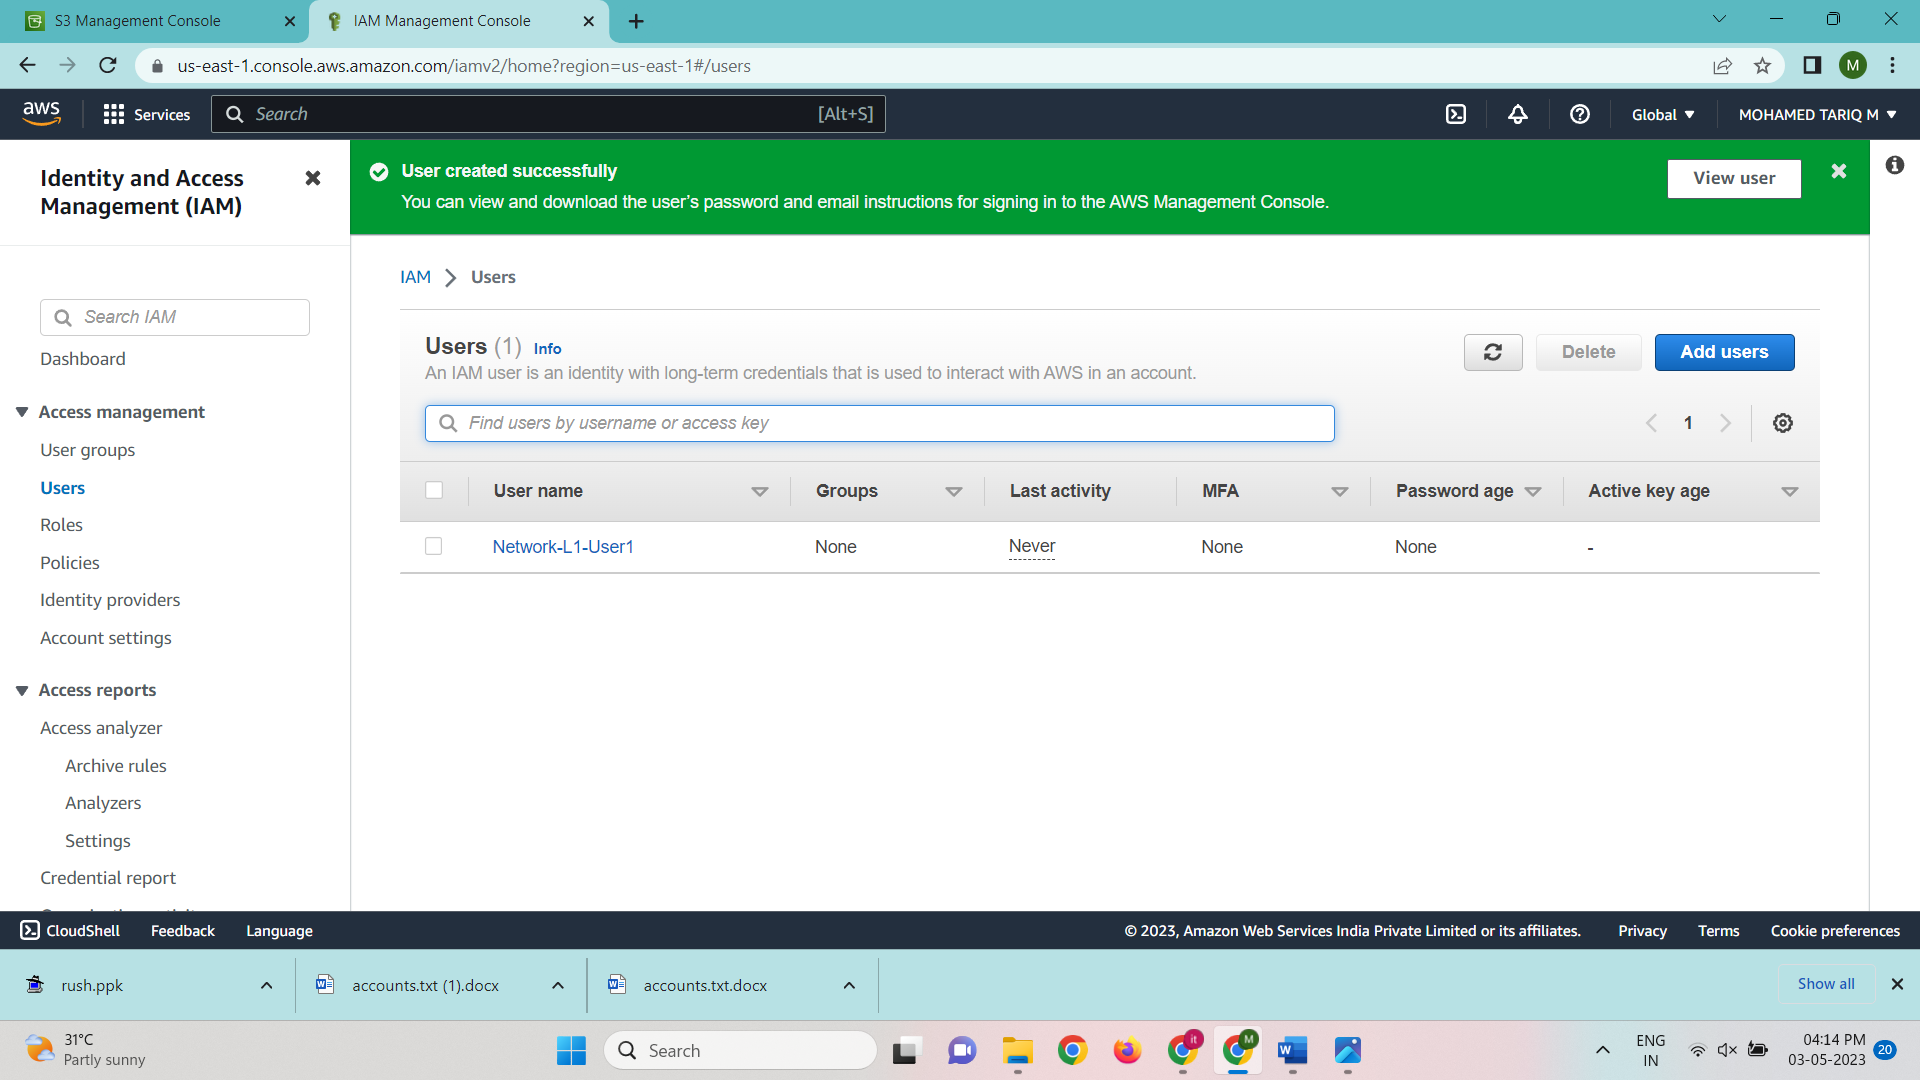 S3 Management Console
IAM Management Console
us-east-1.console.aws.amazon.com/iamv2/home?region=us-east-1#/users
M
aws
Services
Search
[Alt+S]
Global
MOHAMED TARIQ M
Identity and Access
Management (IAM)
User created successfully
You can view and download the user's password and email instructions for signing in to the AWS Management Console.
View user
IAM
Users
Search IAM
Dashboard
Access management
User groups
Users
Roles
Policies
Identity providers
Account settings
Access reports
Access analyzer
Archive rules
Analyzers
Settings
Credential report
Users (1) Info
An IAM user is an identity with long-term credentials that is used to interact with AWS in an account.
Delete
Add users
Find users by username or access key
1
User name Groups Last activity MFA Password age Active key age
Network-L1-User1 None Never None None -
CloudShell
Feedback
Language
© 2023, Amazon Web Services India Private Limited or its affiliates.
Privacy
Terms
Cookie preferences
rush.ppk
accounts.txt (1).docx
accounts.txt.docx
Show all
31°C
Partly sunny
Search
it
M
ENG
IN
04:14 PM
03-05-2023
20